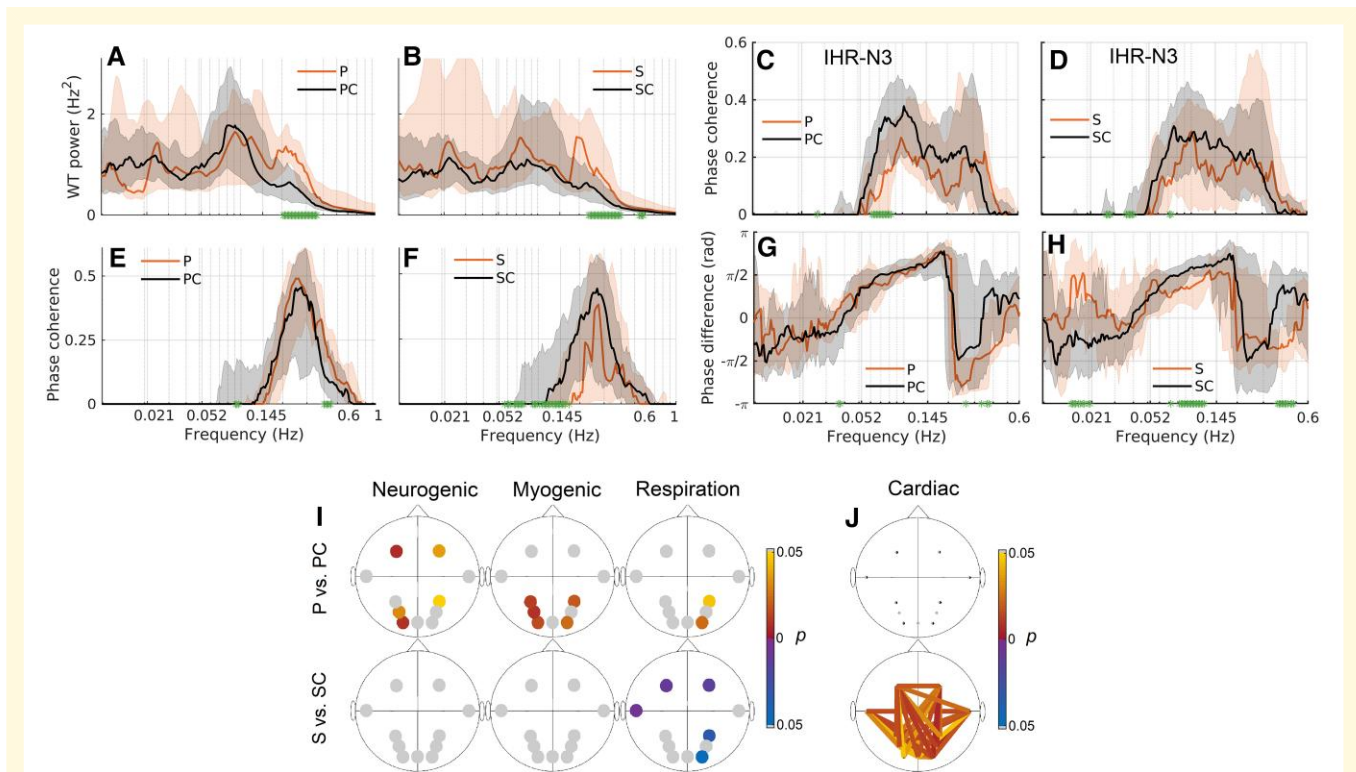 A
P
PC
WT power (Hz²)
2
0
B
S
SC
C
IHR-N3
P
PC
Phase coherence
0.6
0.4
0.2
0
D
IHR-N3
S
SC
E
P
PC
Phase coherence
0.5
0.25
0
0.021 0.052 0.145 0.6 1
Frequency (Hz)
F
S
SC
0.021 0.052 0.145 0.6 1
Frequency (Hz)
G
P
PC
Phase difference (rad)
π
π/2
0
-π/2
-π
0.021 0.052 0.145 0.6
Frequency (Hz)
H
S
SC
0.021 0.052 0.145 0.6
Frequency (Hz)
Neurogenic Myogenic Respiration Cardiac
I
P vs. PC
S vs. SC
0.05
0 p
0.05
J
0.05
0 p
0.05